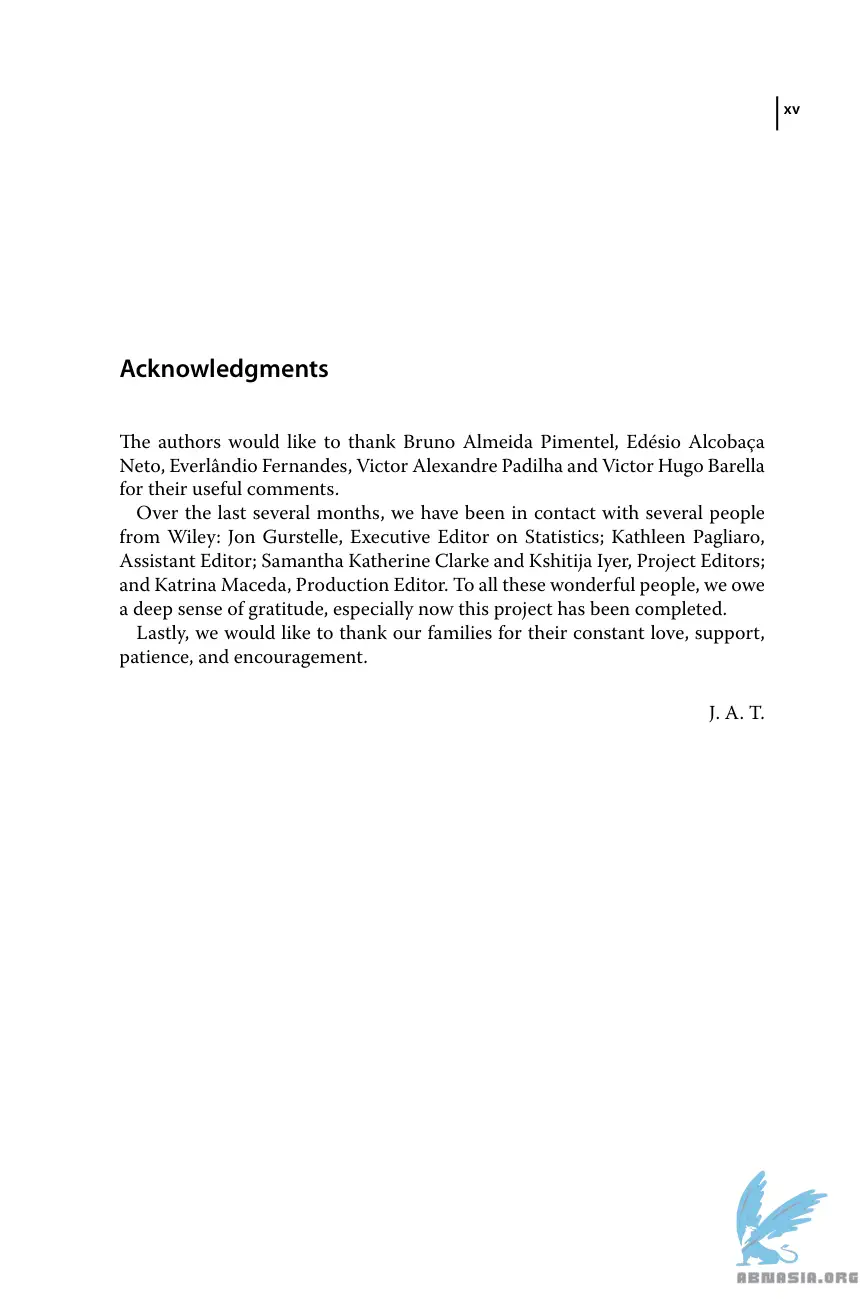 xv
Acknowledgments
The authors would like to thank Bruno Almeida Pimentel, Edésio Alcobaça
Neto, Everlândio Fernandes, Victor Alexandre Padilha and Victor Hugo Barella
for their useful comments.
Over the last several months, we have been in contact with several people
from Wiley: Jon Gurstelle, Executive Editor on Statistics; Kathleen Pagliaro,
Assistant Editor; Samantha Katherine Clarke and Kshitija Iyer, Project Editors;
and Katrina Maceda, Production Editor. To all these wonderful people, we owe
a deep sense of gratitude, especially now this project has been completed.
Lastly, we would like to thank our families for their constant love, support,
patience, and encouragement.
J. A. T.
ABNASIA.ORG